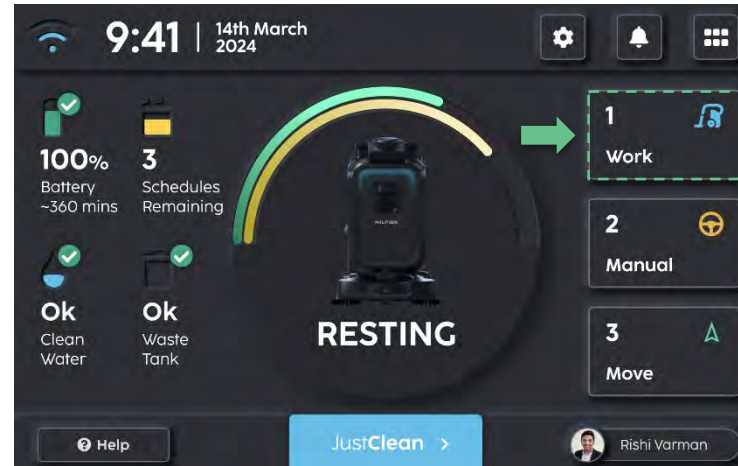 9:41 | 14th March
2024
100%
Battery
~360 mins
3
Schedules
Remaining
Ok
Clean
Water
Ok
Waste
Tank
NILFISK
RESTING
1
Work
2
Manual
3
Move
Help
JustClean >
Rishi Varman